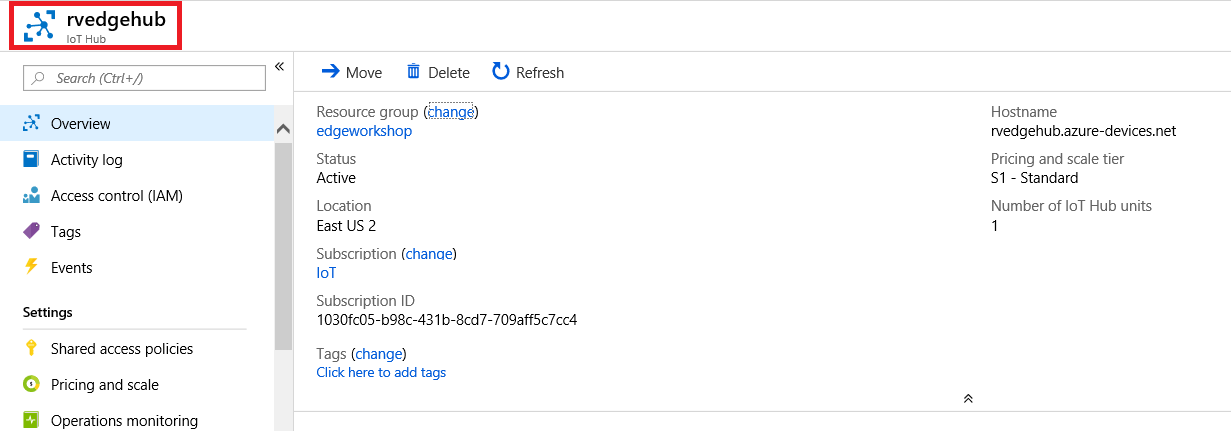 rvedgehub
IoT Hub
Search (Ctrl+/)
«
Overview
Activity log
Access control (IAM)
Tags
Events
Settings
Shared access policies
Pricing and scale
Operations monitoring
Move Delete Refresh
Resource group (change)
edgeworkshop
Status
Active
Location
East US 2
Subscription (change)
IoT
Subscription ID
1030fc05-b98c-431b-8cd7-709aff5c7cc4
Tags (change)
Click here to add tags
Hostname
rvedgehub.azure-devices.net
Pricing and scale tier
S1 - Standard
Number of IoT Hub units
1